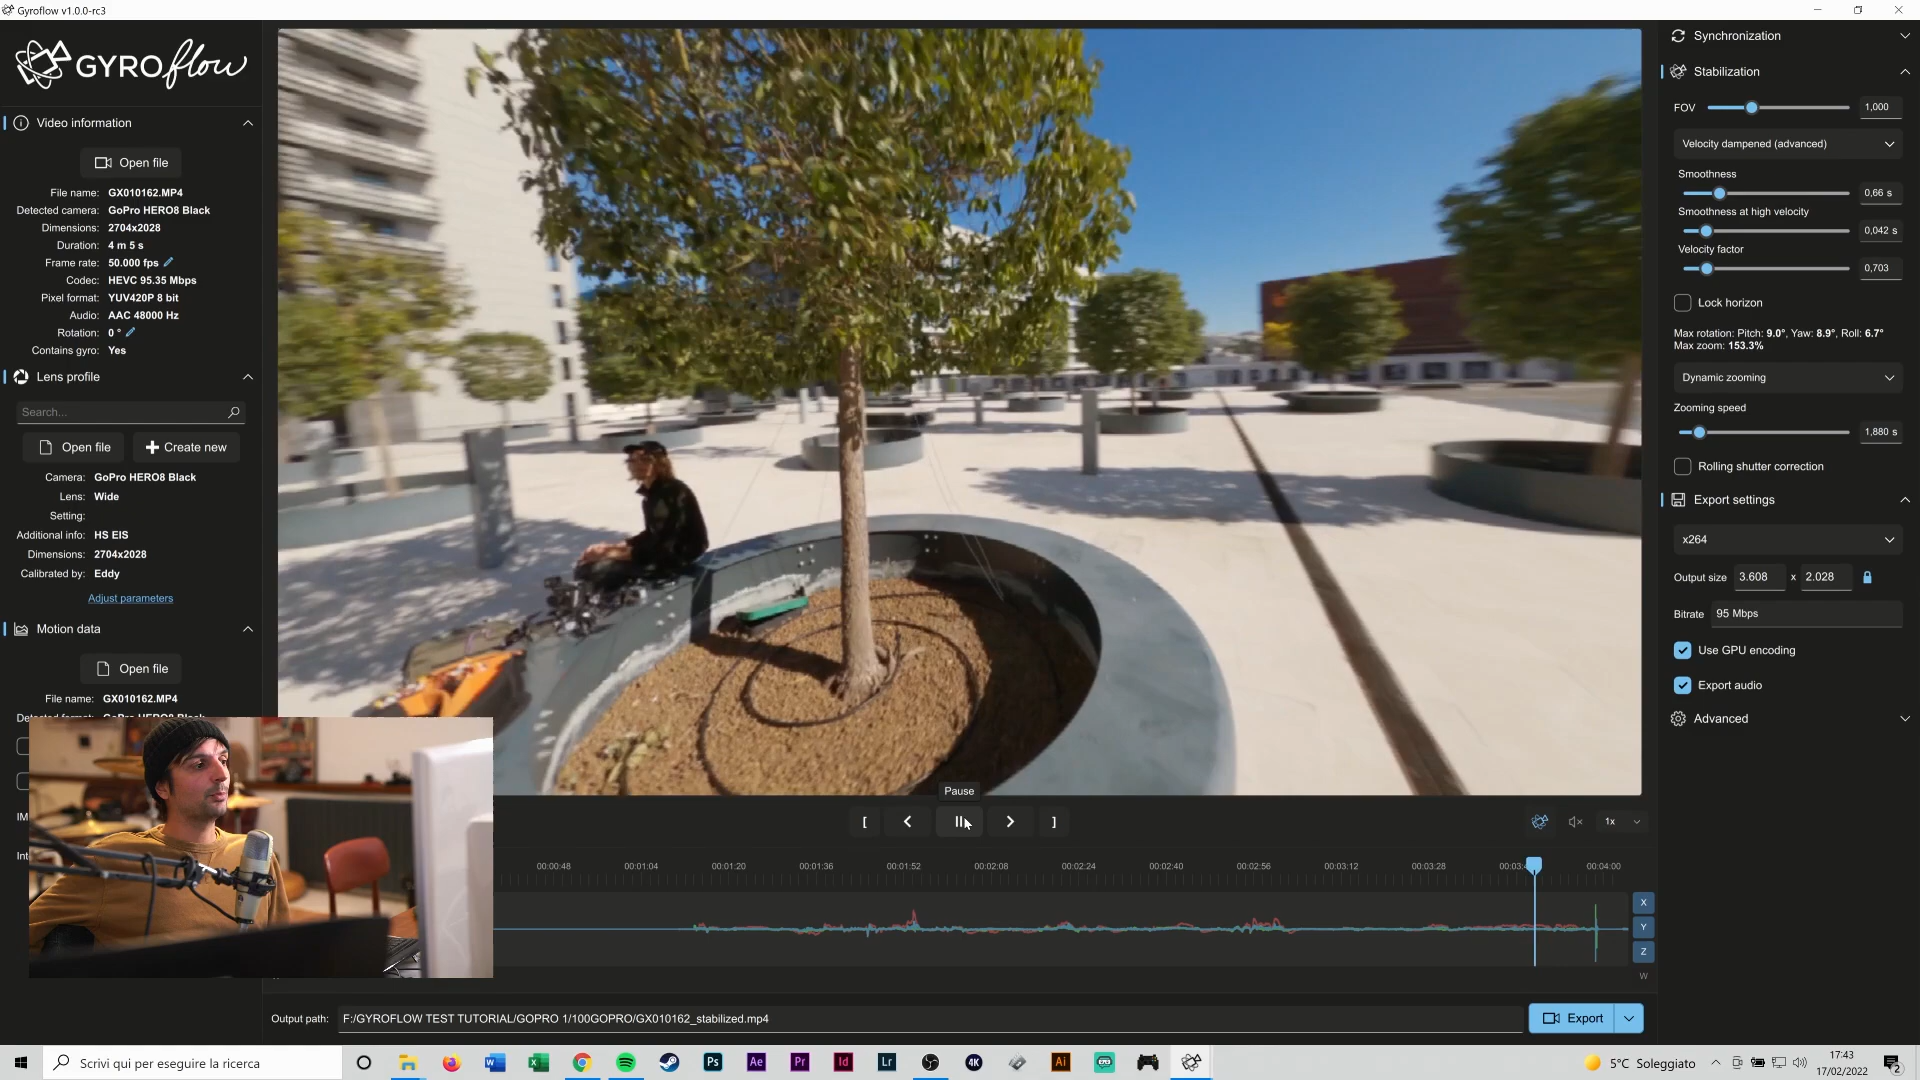 Gyroflow v1.0.0-rc3
GYROflow
Video information
Open file
File name: GX010162.MP4
Detected camera: GoPro HERO8 Black
Dimensions: 2704x2028
Duration: 4 m 5 s
Frame rate: 50.000 fps
Codec: HEVC 95.35 Mbps
Pixel format: YUV420P 8 bit
Audio: AAC 48000 Hz
Rotation: 0 °
Contains gyro: Yes
Lens profile
Search...
Open file
Create new
Camera: GoPro HERO8 Black
Lens: Wide
Setting:
Additional info: HS EIS
Dimensions: 2704x2028
Calibrated by: Eddy
Adjust parameters
Motion data
Open file
File name: GX010162.MP4
Pause
[
]
1x
00:00:48
00:01:04
00:01:20
00:01:36
00:01:52
00:02:08
00:02:24
00:02:40
00:02:56
00:03:12
00:03:28
00:04:00
X
Y
Z
W
Output path: F:/GYROFLOW TEST TUTORIAL/GOPRO 1/100GOPRO/GX010162_stabilized.mp4
Export
Synchronization
Stabilization
FOV 1,000
Velocity dampened (advanced)
Smoothness
0,66 s
Smoothness at high velocity
0,042 s
Velocity factor
0,703
Lock horizon
Max rotation: Pitch: 9.0°, Yaw: 8.9°, Roll: 6.7°
Max zoom: 153.3%
Dynamic zooming
Zooming speed
1,880 s
Rolling shutter correction
Export settings
x264
Output size 3.608 x 2.028
Bitrate 95 Mbps
Use GPU encoding
Export audio
Advanced
Scrivi qui per eseguire la ricerca
Ps
Ae
Pr
Id
Lr
4K
Ai
5°C Soleggiato
17:43
17/02/2022
2